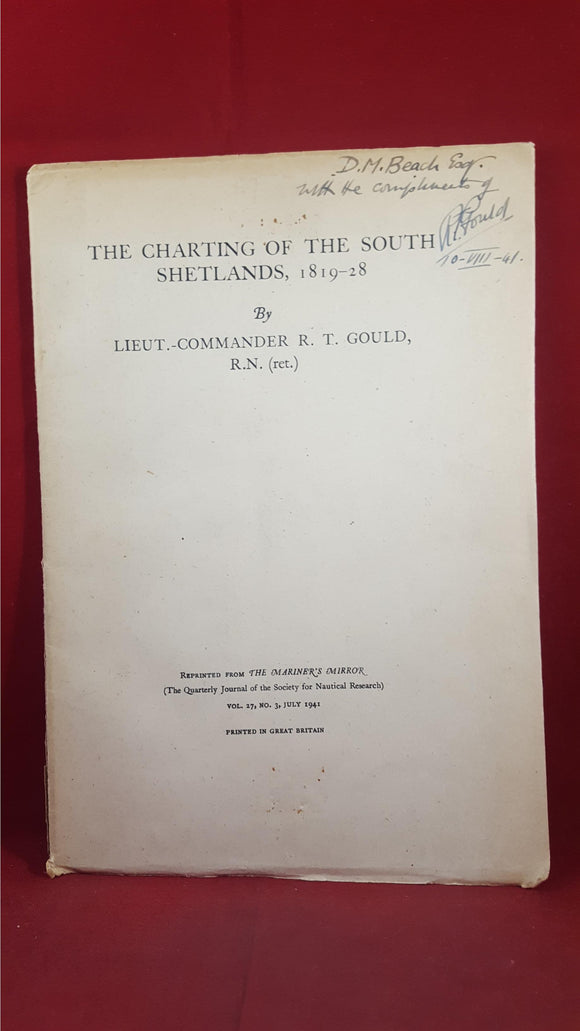 D.M. Beach Esq.
with the compliments of
R.T. Gould
10-VIII-41.
THE CHARTING OF THE SOUTH
SHETLANDS, 1819-28
By
LIEUT.-COMMANDER R. T. GOULD,
R.N. (ret.)
REPRINTED FROM THE MARINER'S MIRROR
(The Quarterly Journal of the Society for Nautical Research)
VOL. 27, NO. 3, JULY 1941
PRINTED IN GREAT BRITAIN